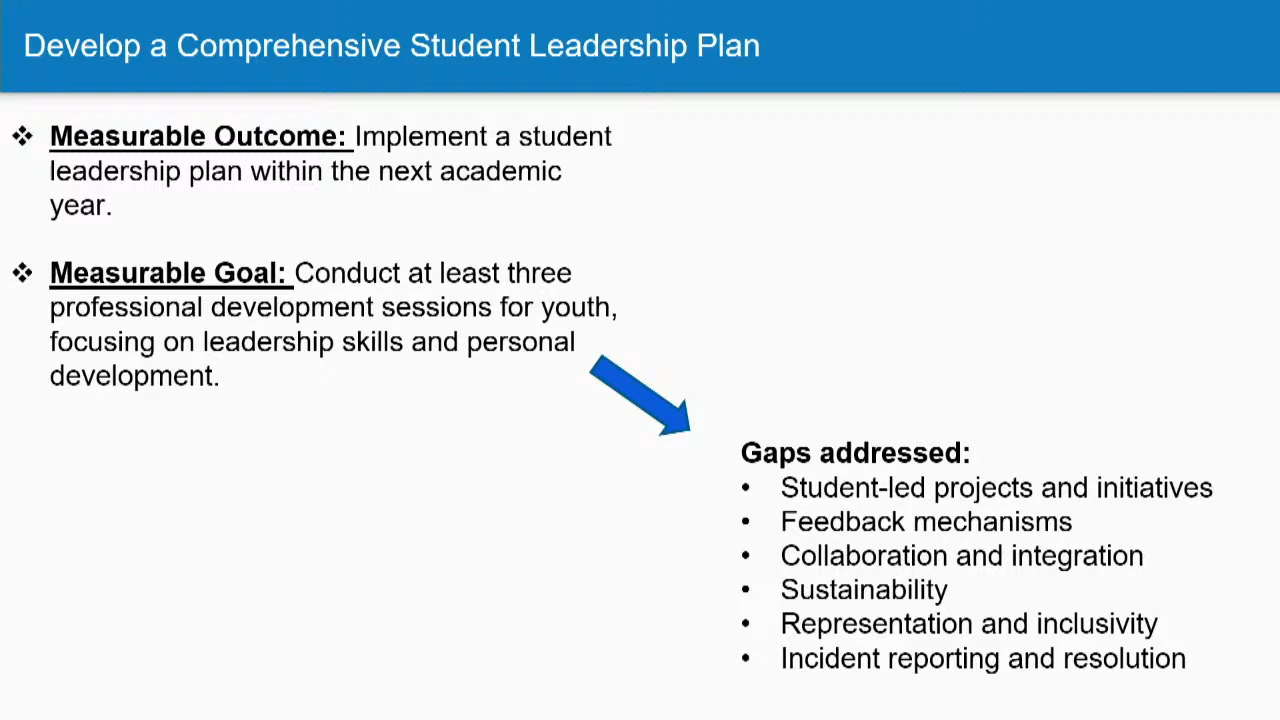 Develop a Comprehensive Student Leadership Plan
❖ Measurable Outcome: Implement a student
leadership plan within the next academic
year.
❖ Measurable Goal: Conduct at least three
professional development sessions for youth,
focusing on leadership skills and personal
development.
Gaps addressed:
• Student-led projects and initiatives
• Feedback mechanisms
• Collaboration and integration
• Sustainability
• Representation and inclusivity
• Incident reporting and resolution